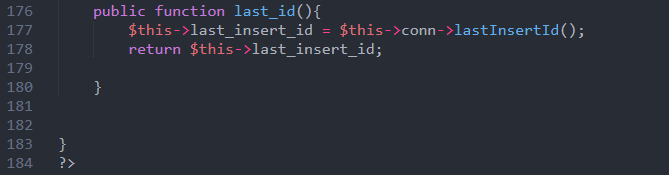 176 public function last_id(){
177 $this->last_insert_id = $this->conn->lastInsertId();
178 return $this->last_insert_id;
179
180 }
181
182
183 }
184 ?>